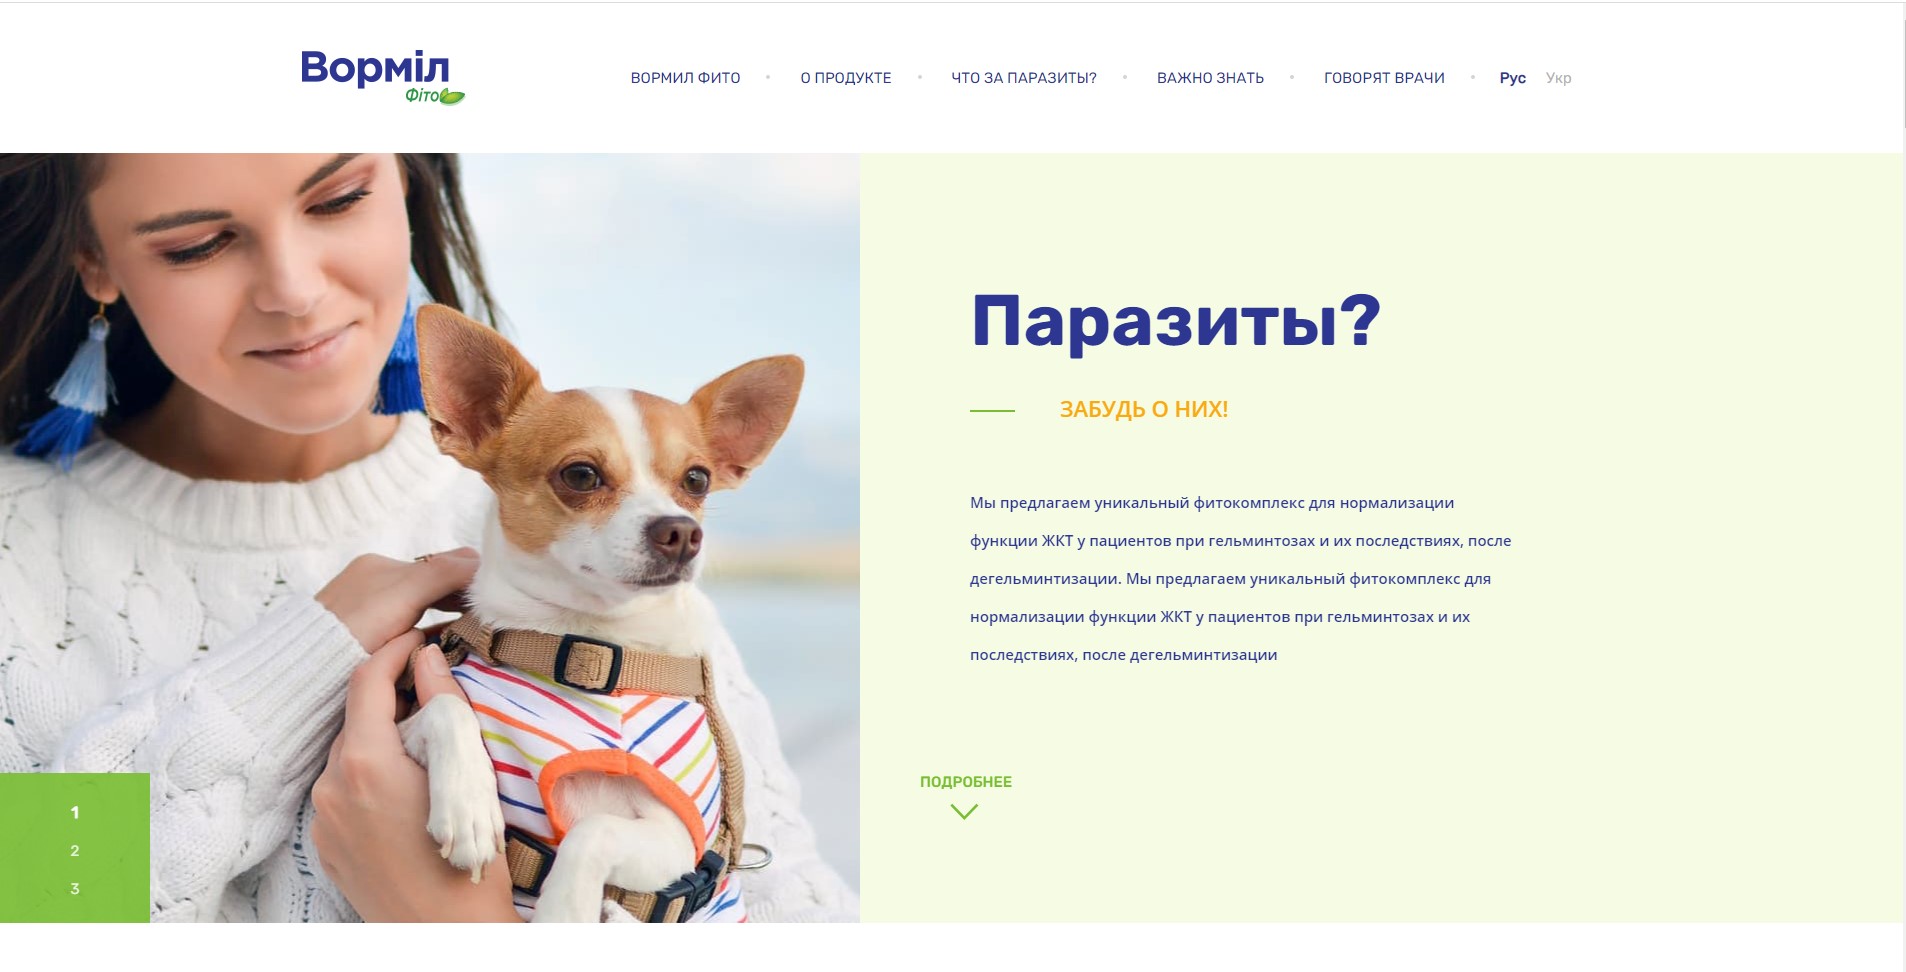 Ворміл
Фіто
ВОРМИЛ ФИТО
О ПРОДУКТЕ
ЧТО ЗА ПАРАЗИТЫ?
ВАЖНО ЗНАТЬ
ГОВОРЯТ ВРАЧИ
Рус
Укр
Паразиты?
ЗАБУДЬ О НИХ!
Мы предлагаем уникальный фитокомплекс для нормализации
функции ЖКТ у пациентов при гельминтозах и их последствиях, после
дегельминтизации. Мы предлагаем уникальный фитокомплекс для
нормализации функции ЖКТ у пациентов при гельминтозах и их
последствиях, после дегельминтизации
ПОДРОБНЕЕ
1
2
3